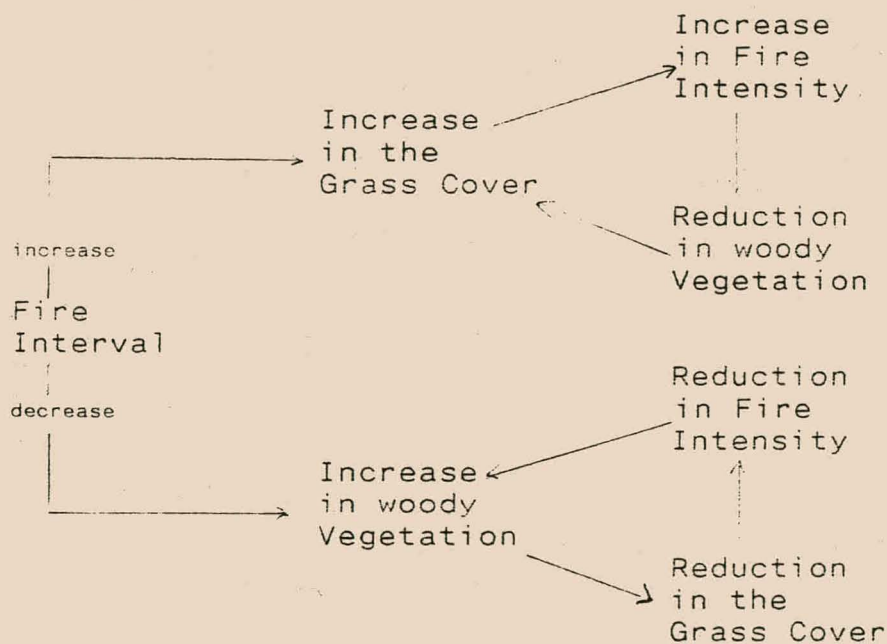 Increase
in Fire
Intensity
Increase
in the
Grass Cover
Reduction
in woody
Vegetation
increase
Fire
Interval
decrease
Reduction
in Fire
Intensity
Increase
in woody
Vegetation
Reduction
in the
Grass Cover